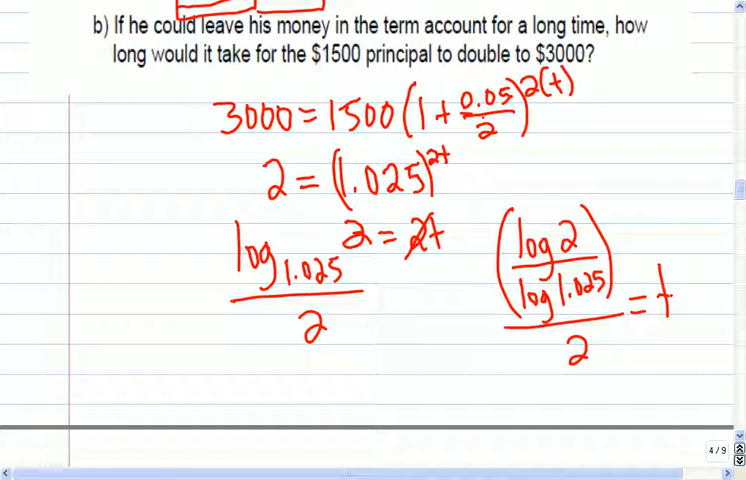 b) If he could leave his money in the term account for a long time, how
long would it take for the $1500 principal to double to $3000?
3000 = 1500 (1 + 0.05/2)^2(t)
2 = (1.025)^2t
log_1.025 2 = 2t
2
(log 2 / log 1.025) / 2 = t
4 / 9